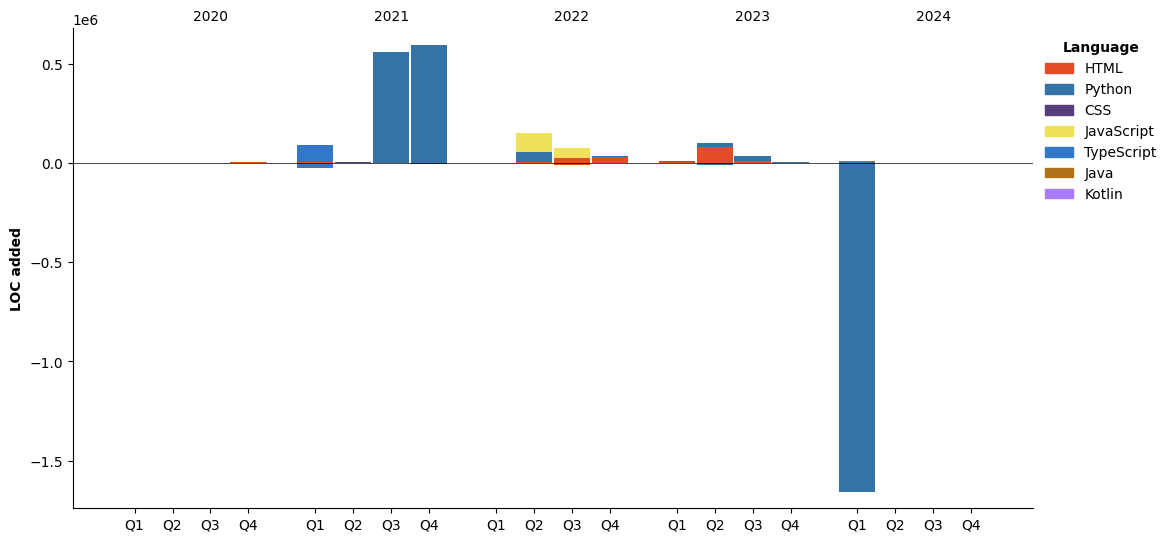 1e6
2020 2021 2022 2023 2024
Language
HTML
Python
CSS
JavaScript
TypeScript
Java
Kotlin
LOC added
0.5
0.0
−0.5
−1.0
−1.5
Q1 Q2 Q3 Q4 Q1 Q2 Q3 Q4 Q1 Q2 Q3 Q4 Q1 Q2 Q3 Q4 Q1 Q2 Q3 Q4